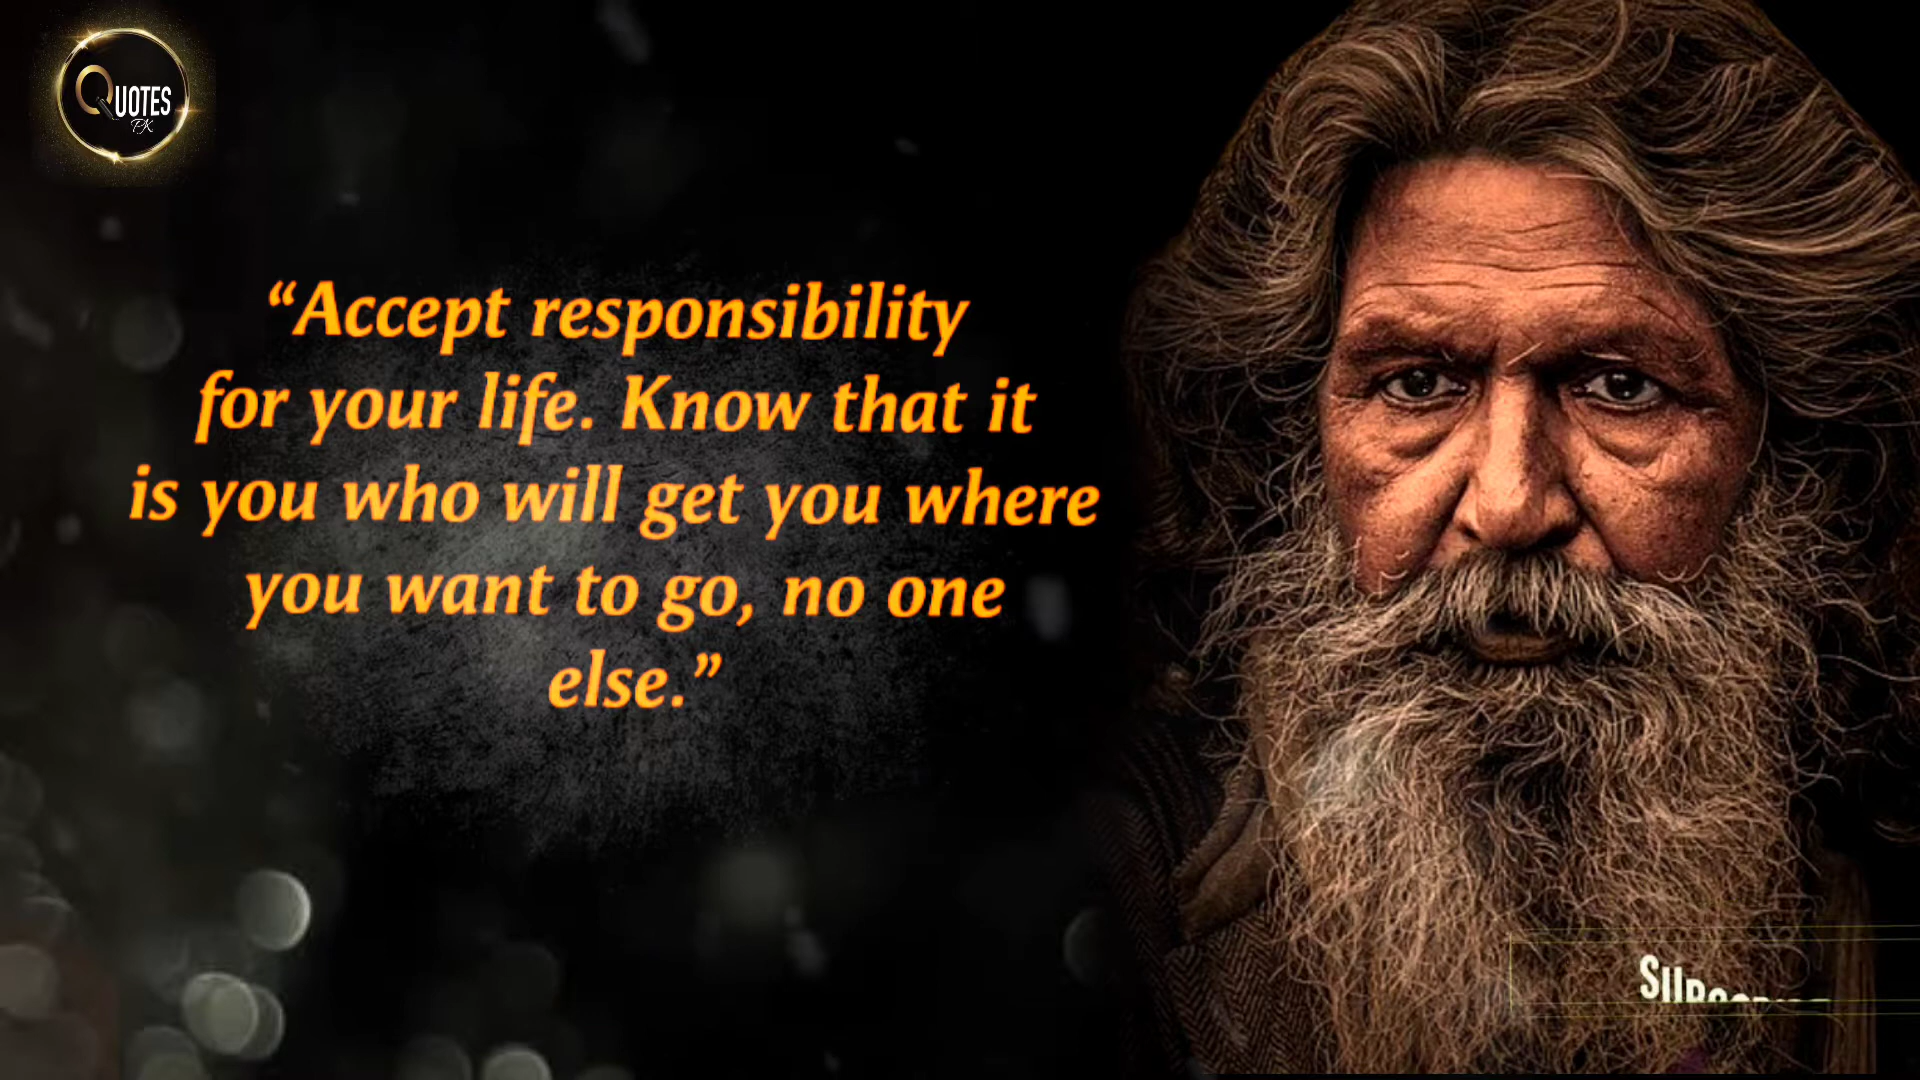 QUOTES
PK
“Accept responsibility
for your life. Know that it
is you who will get you where
you want to go, no one
else.”